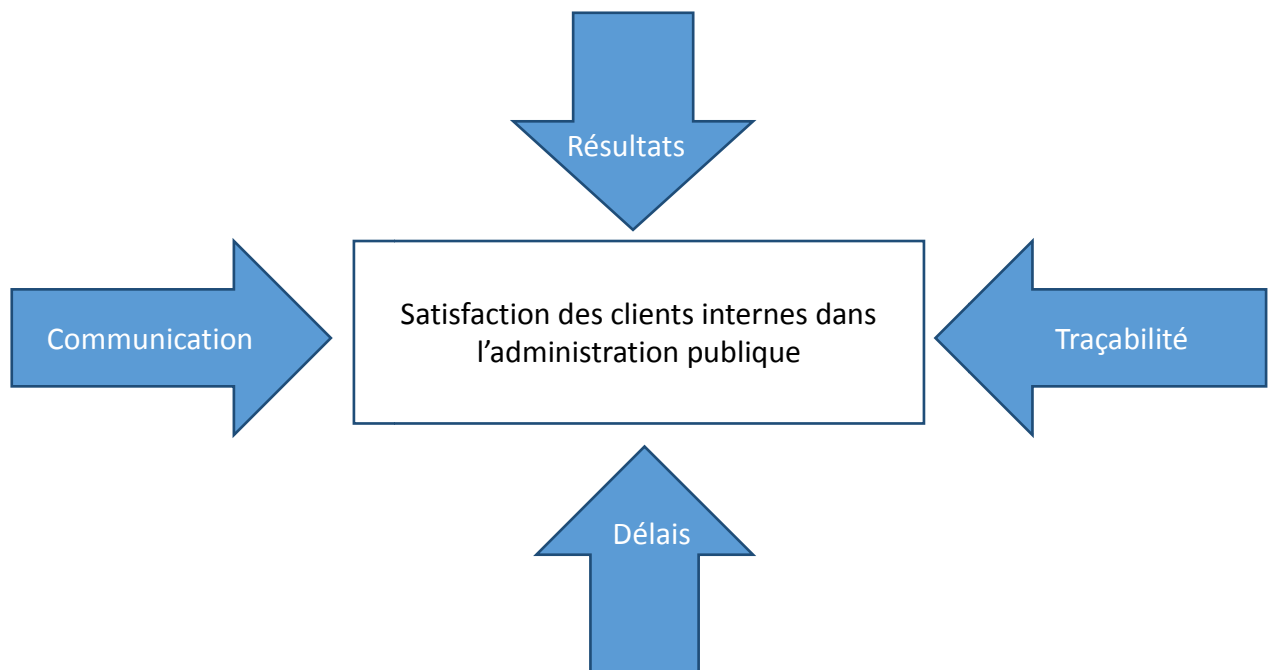 Résultats
Communication
Satisfaction des clients internes dans
l’administration publique
Traçabilité
Délais